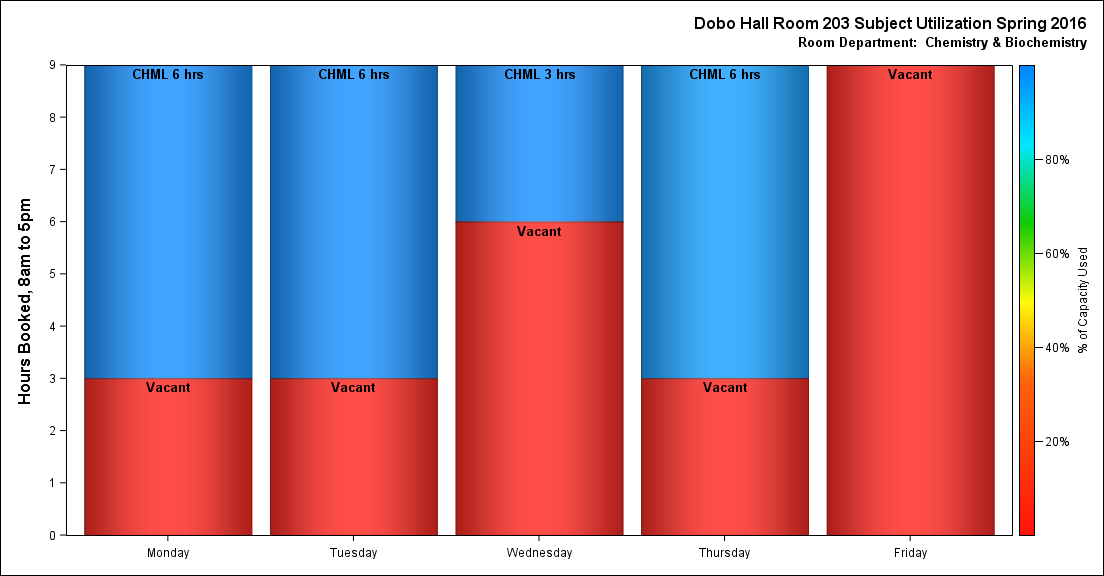 Dobo Hall Room 203 Subject Utilization Spring 2016
Room Department: Chemistry & Biochemistry
Hours Booked, 8am to 5pm
9
8
7
6
5
4
3
2
1
0
CHML 6 hrs
Vacant
CHML 6 hrs
Vacant
CHML 3 hrs
Vacant
CHML 6 hrs
Vacant
Vacant
Monday
Tuesday
Wednesday
Thursday
Friday
80%
60%
40%
20%
% of Capacity Used